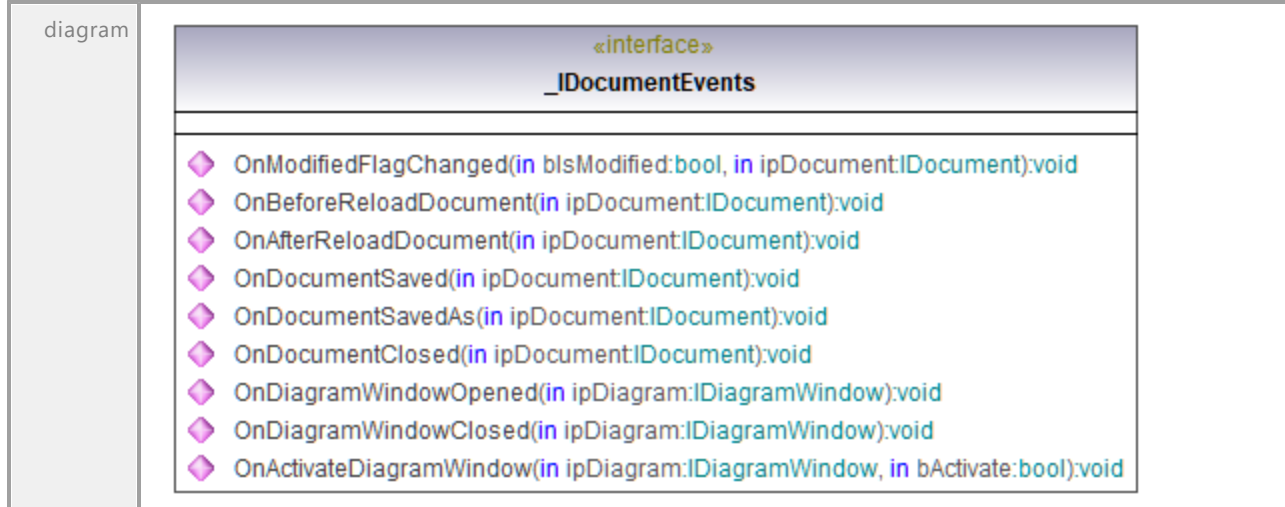 diagram
«interface»
_IDocumentEvents
OnModifiedFlagChanged(in bIsModified:bool, in ipDocument:IDocument):void
OnBeforeReloadDocument(in ipDocument:IDocument):void
OnAfterReloadDocument(in ipDocument:IDocument):void
OnDocumentSaved(in ipDocument:IDocument):void
OnDocumentSavedAs(in ipDocument:IDocument):void
OnDocumentClosed(in ipDocument:IDocument):void
OnDiagramWindowOpened(in ipDiagram:IDiagramWindow):void
OnDiagramWindowClosed(in ipDiagram:IDiagramWindow):void
OnActivateDiagramWindow(in ipDiagram:IDiagramWindow, in bActivate:bool):void